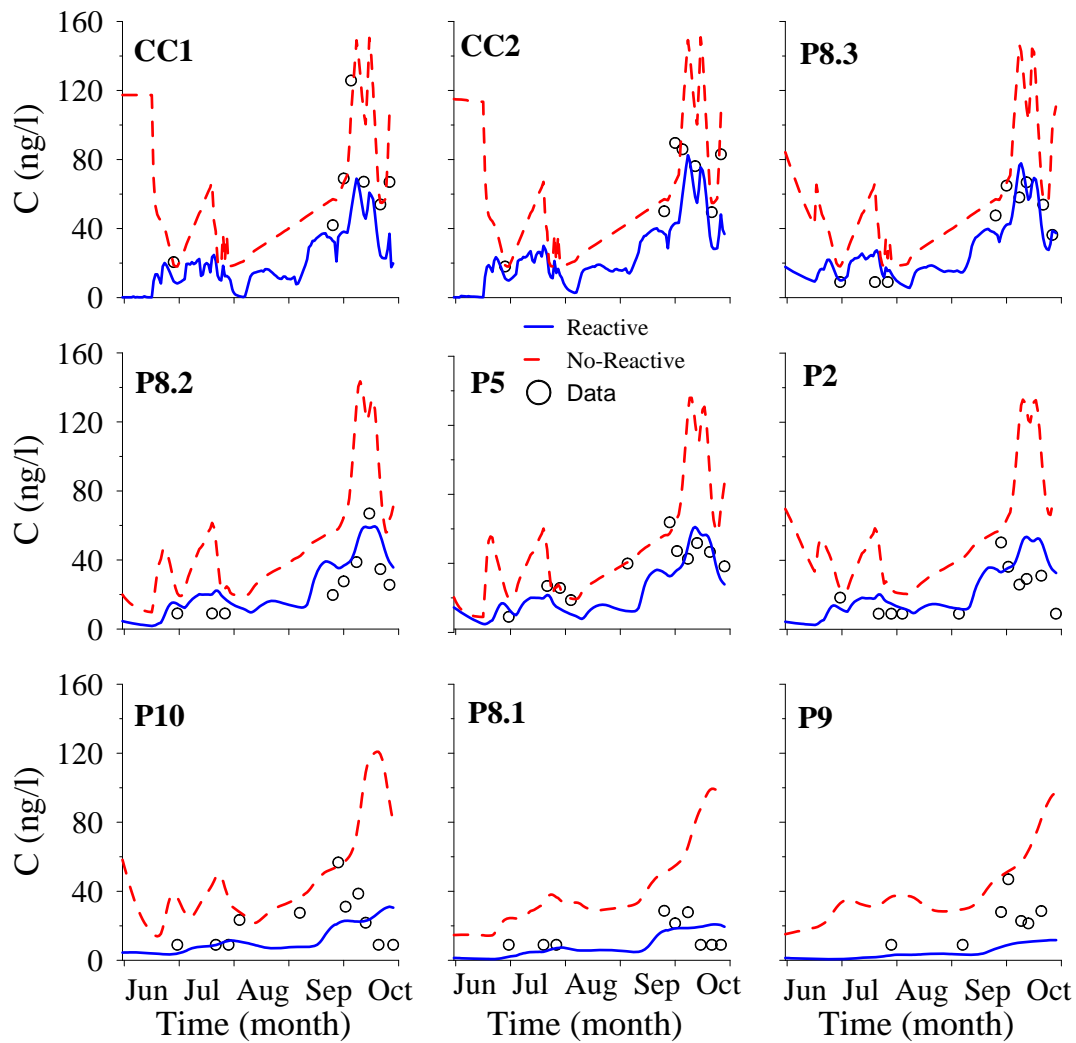 160
120
80
40
0
C (ng/l)
CC1
CC2
P8.3
160
120
80
40
0
C (ng/l)
P8.2
P5
P2
Reactive
No-Reactive
Data
160
120
80
40
0
C (ng/l)
P10
P8.1
P9
Jun Jul Aug Sep Oct
Jun Jul Aug Sep Oct
Jun Jul Aug Sep Oct
Time (month)
Time (month)
Time (month)